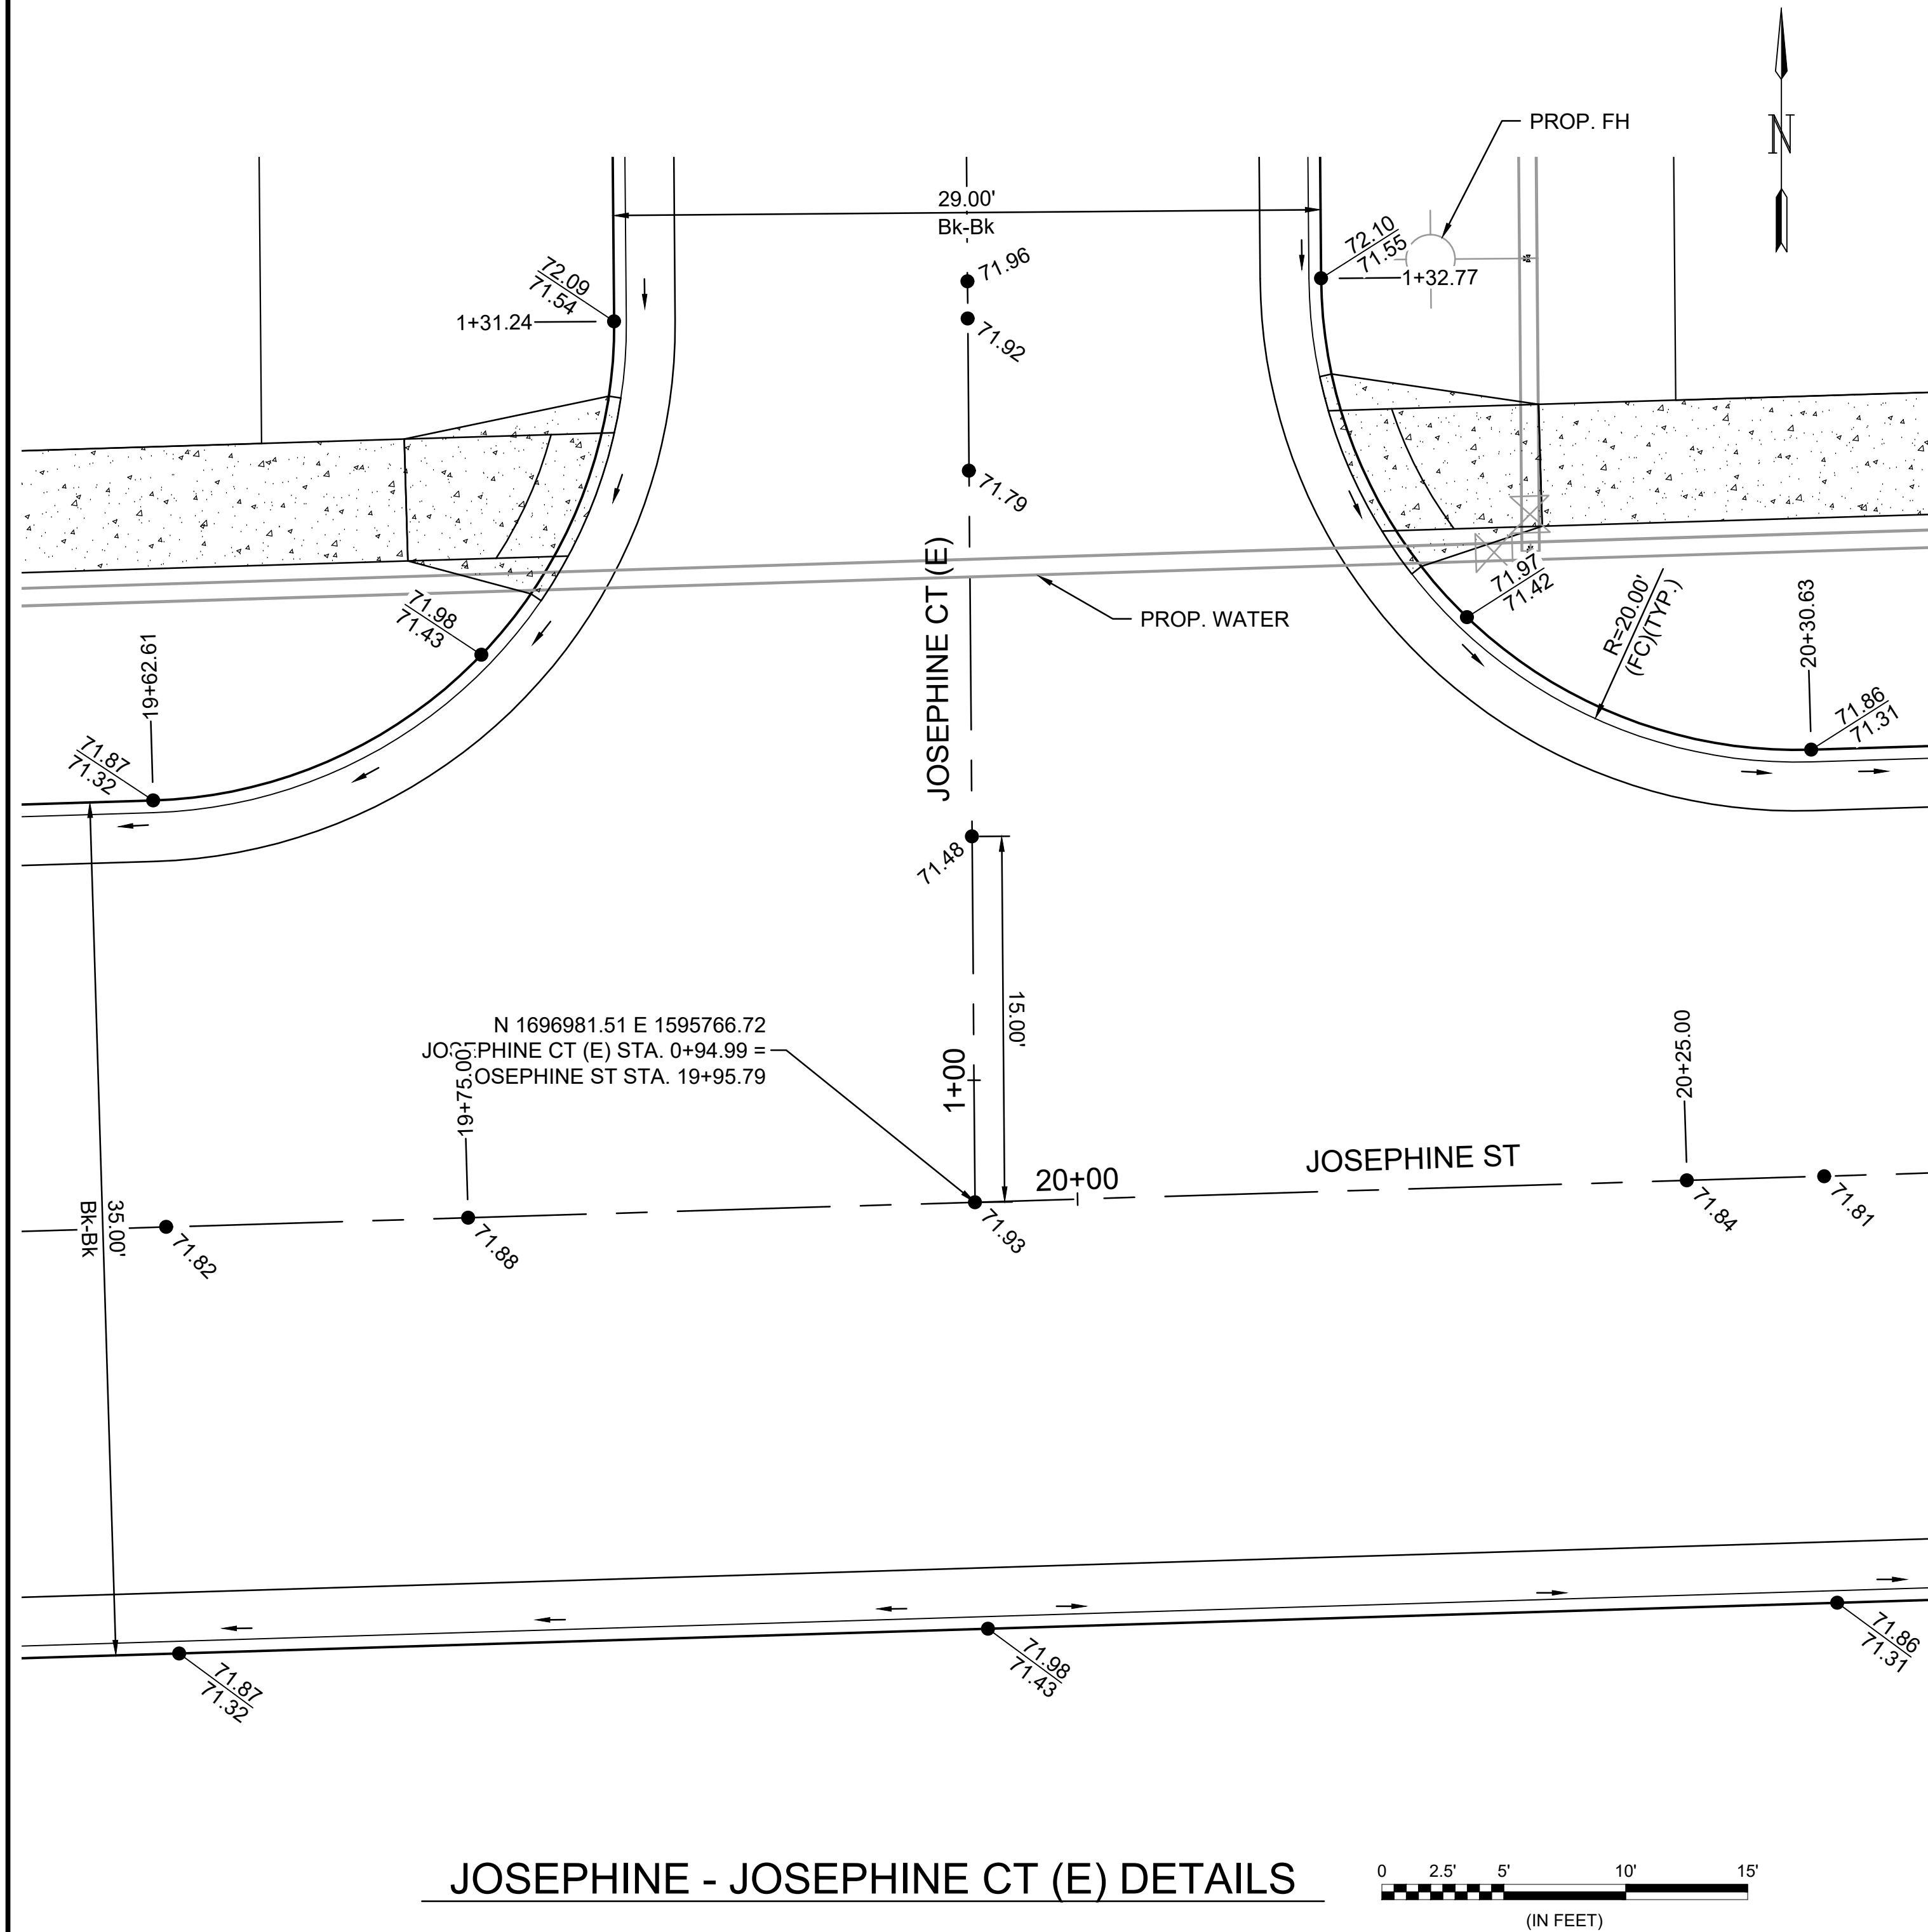 PROP. FH
N
29.00'
Bk-Bk
72.10
71.55
1+32.77
71.96
72.09
71.54
1+31.24
71.92
71.79
JOSEPHINE CT (E)
PROP. WATER
71.97
71.42
R=20.00'
(FC)(TYP.)
20+30.63
71.98
71.43
19+62.61
71.87
71.32
71.86
71.31
71.48
15.00'
N 1696981.51 E 1595766.72
JOSEPHINE CT (E) STA. 0+94.99 =
OSEPHINE ST STA. 19+95.79
19+75.00
1+00
20+25.00
20+00
JOSEPHINE ST
35.00'
Bk-Bk
71.82
71.88
71.93
71.84
71.81
71.87
71.32
71.98
71.43
71.86
71.31
JOSEPHINE - JOSEPHINE CT (E) DETAILS
0 2.5' 5' 10' 15'
(IN FEET)